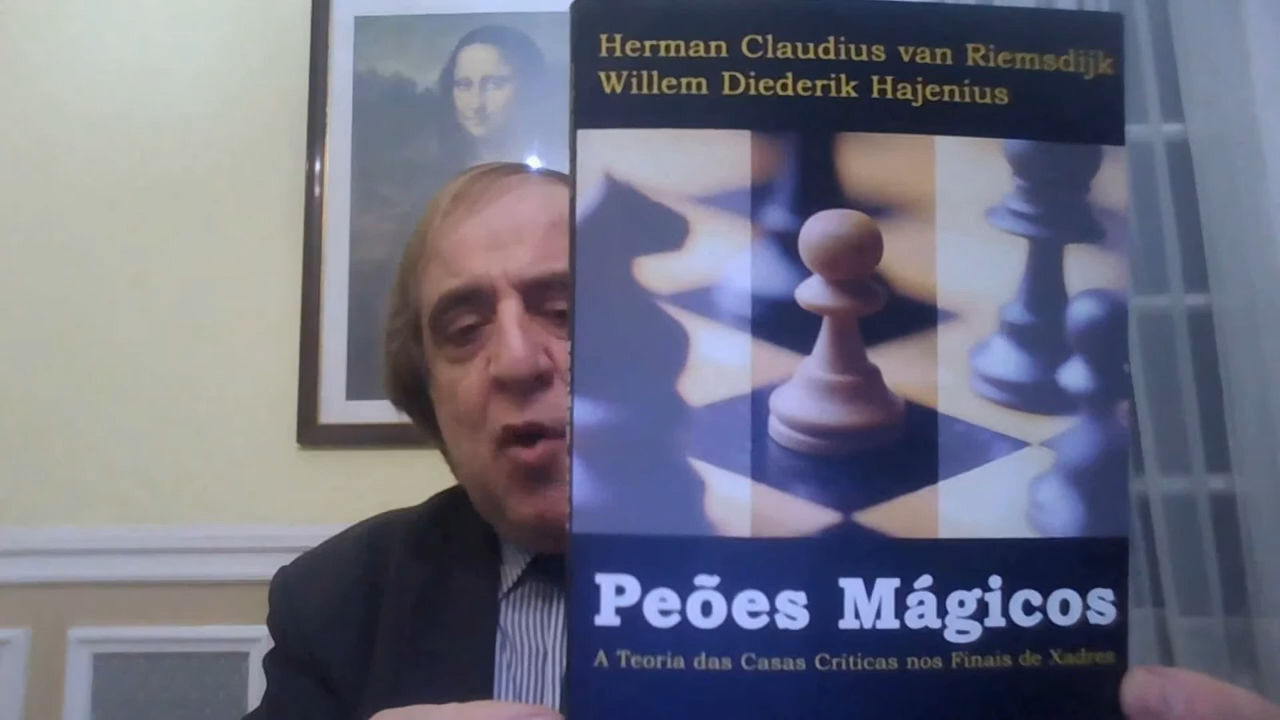 Herman Claudius van Riemsdijk
Willem Diederik Hajenius
Peões Mágicos
A Teoria das Casas Críticas nos Finais de Xadrez